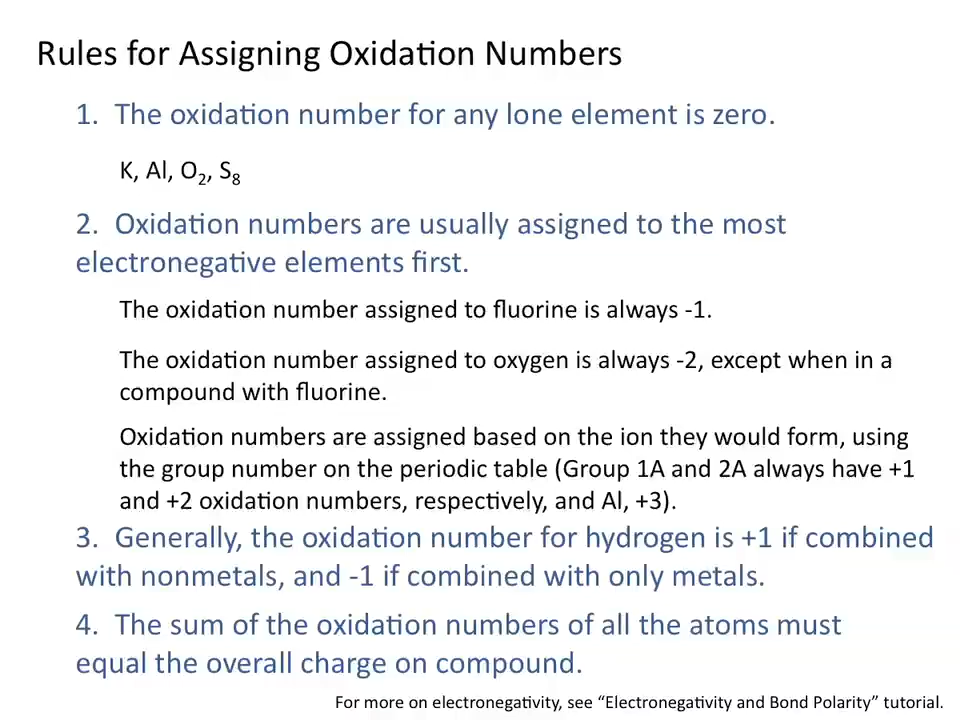 Rules for Assigning Oxidation Numbers
1. The oxidation number for any lone element is zero.
K, Al, O₂, S₈
2. Oxidation numbers are usually assigned to the most
electronegative elements first.
The oxidation number assigned to fluorine is always -1.
The oxidation number assigned to oxygen is always -2, except when in a
compound with fluorine.
Oxidation numbers are assigned based on the ion they would form, using
the group number on the periodic table (Group 1A and 2A always have +1
and +2 oxidation numbers, respectively, and Al, +3).
3. Generally, the oxidation number for hydrogen is +1 if combined
with nonmetals, and -1 if combined with only metals.
4. The sum of the oxidation numbers of all the atoms must
equal the overall charge on compound.
For more on electronegativity, see “Electronegativity and Bond Polarity” tutorial.